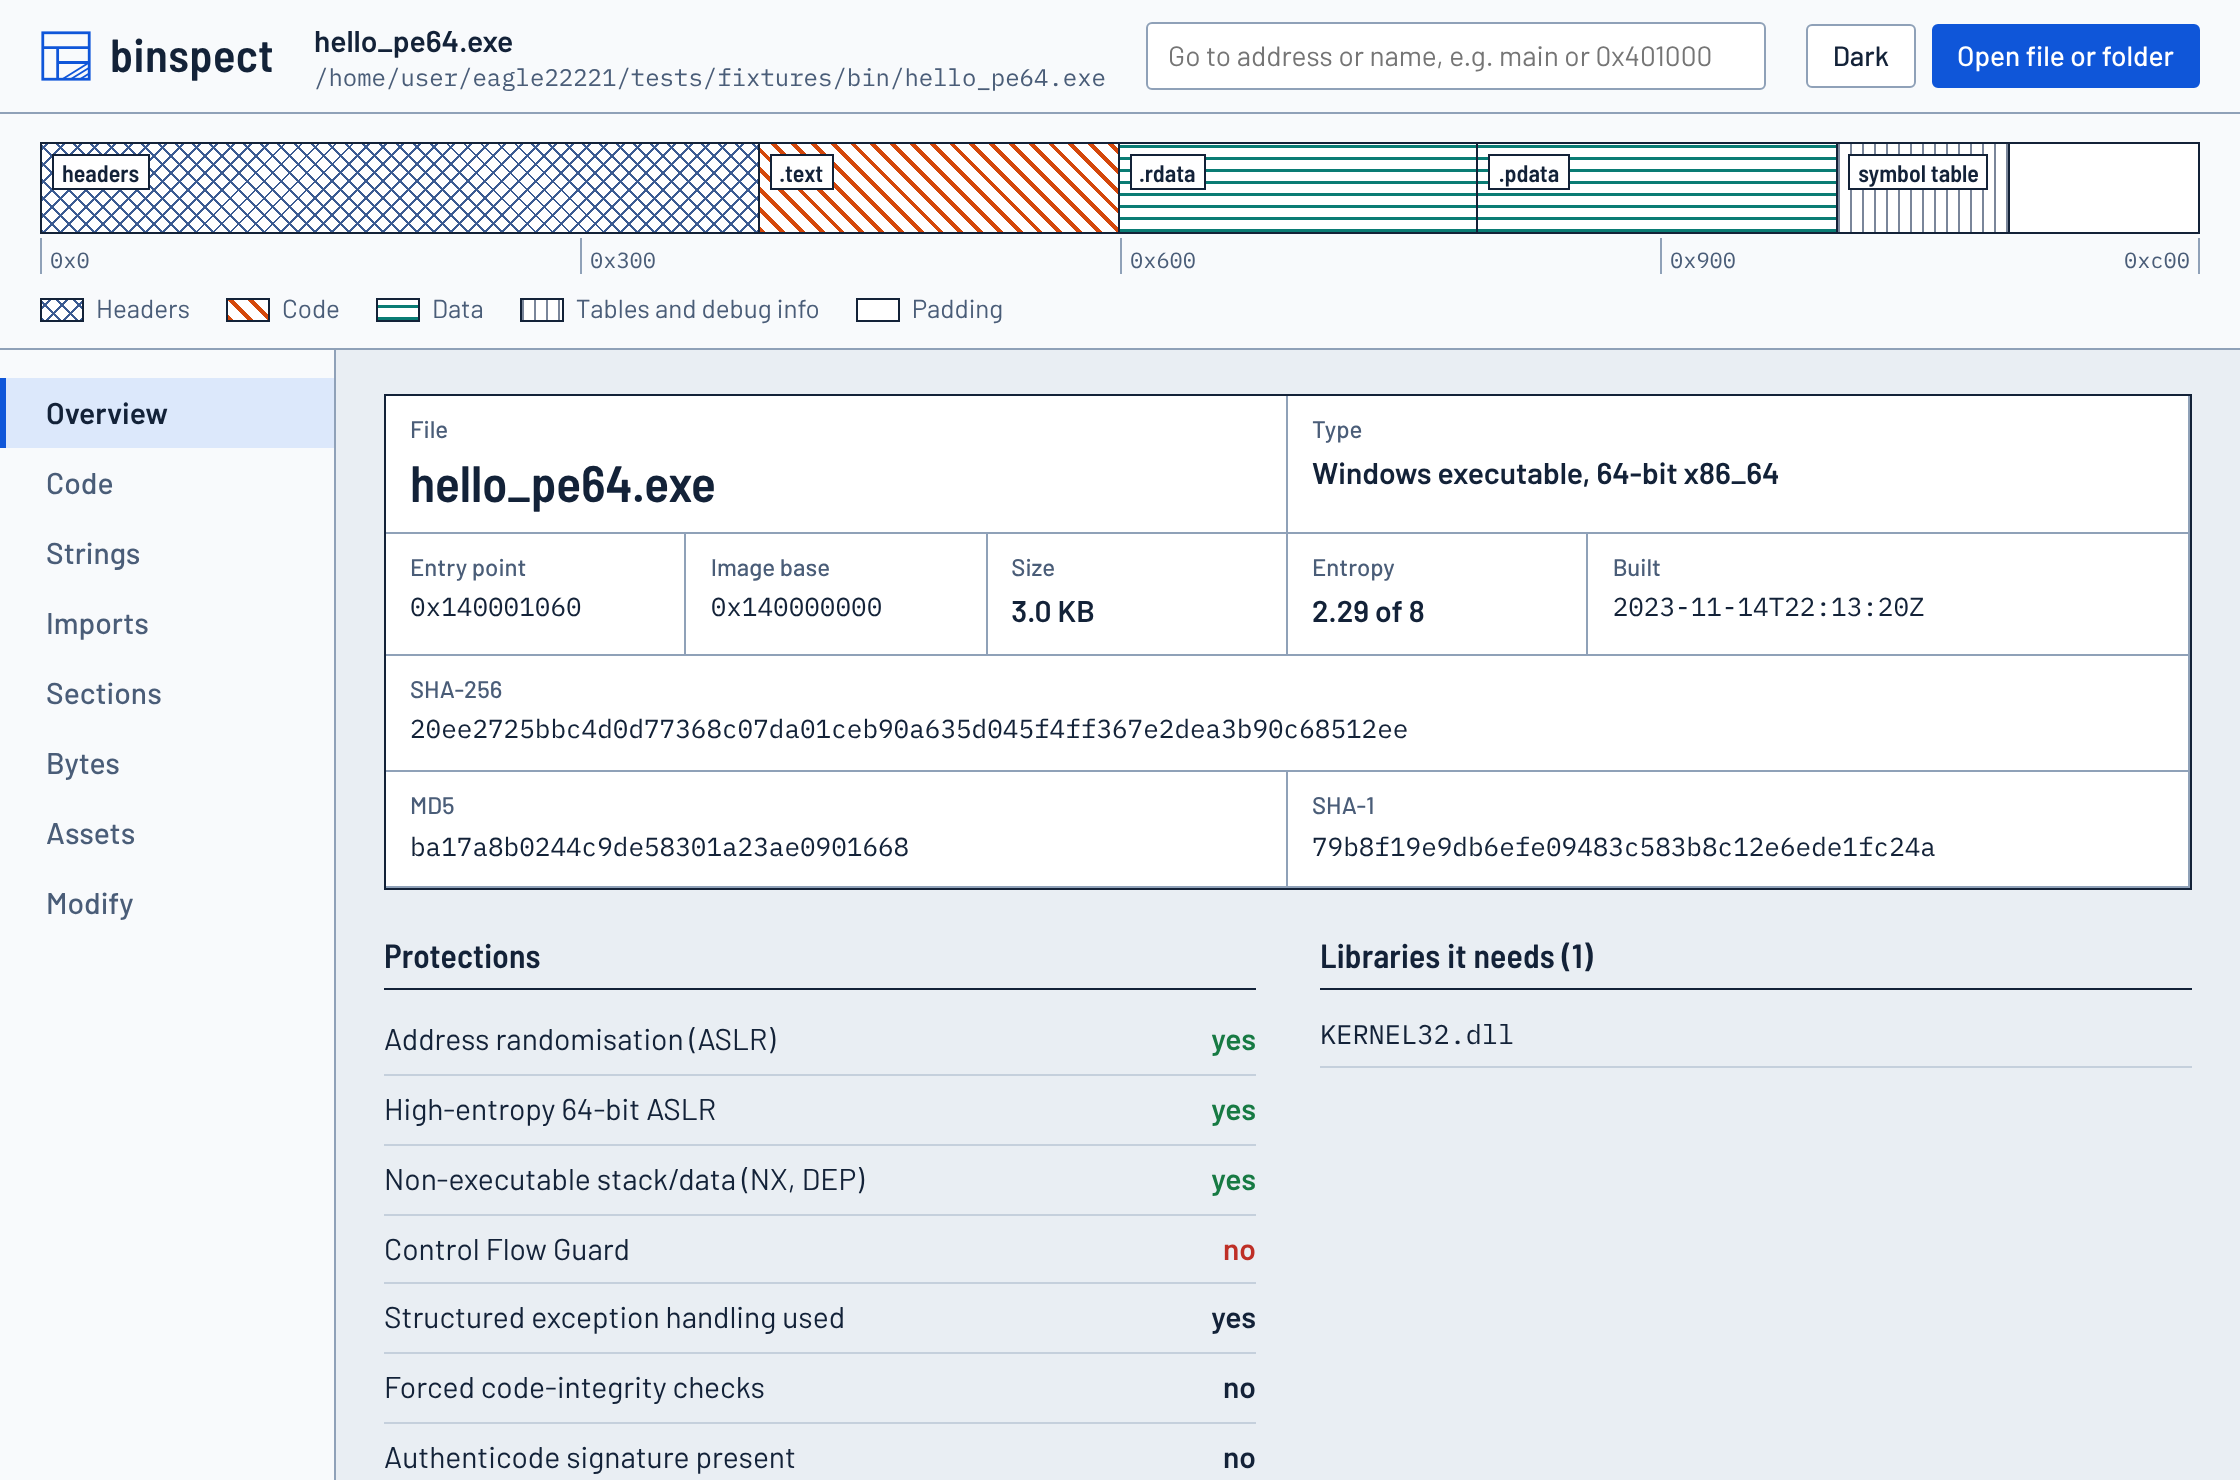 binspect
hello_pe64.exe
/home/user/eagle22221/tests/fixtures/bin/hello_pe64.exe
Go to address or name, e.g. main or 0x401000
Dark
Open file or folder
headers
.text
.rdata
.pdata
symbol table
0x0
0x300
0x600
0x900
0xc00
Headers
Code
Data
Tables and debug info
Padding
Overview
Code
Strings
Imports
Sections
Bytes
Assets
Modify
File
hello_pe64.exe
Type
Windows executable, 64-bit x86_64
Entry point
0x140001060
Image base
0x140000000
Size
3.0 KB
Entropy
2.29 of 8
Built
2023-11-14T22:13:20Z
SHA-256
20ee2725bbc4d0d77368c07da01ceb90a635d045f4ff367e2dea3b90c68512ee
MD5
ba17a8b0244c9de58301a23ae0901668
SHA-1
79b8f19e9db6efe09483c583b8c12e6ede1fc24a
Protections
Address randomisation (ASLR) yes
High-entropy 64-bit ASLR yes
Non-executable stack/data (NX, DEP) yes
Control Flow Guard no
Structured exception handling used yes
Forced code-integrity checks no
Authenticode signature present no
Libraries it needs (1)
KERNEL32.dll